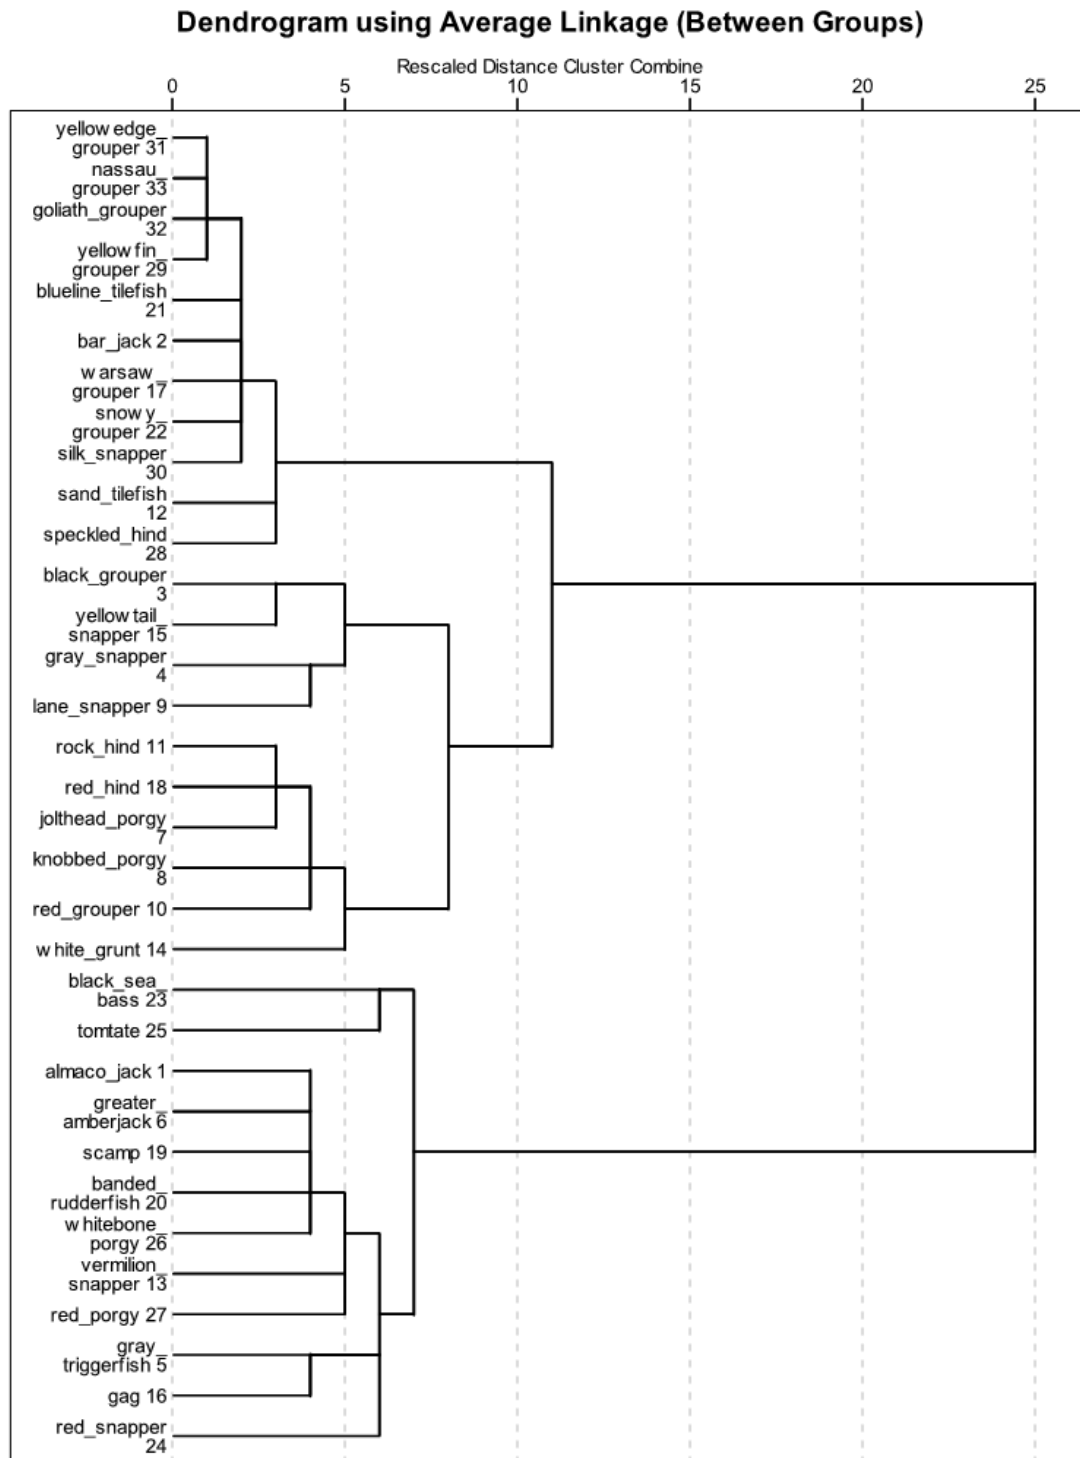 Dendrogram using Average Linkage (Between Groups)
Rescaled Distance Cluster Combine
0 5 10 15 20 25
yellow edge_
grouper 31
nassau_
grouper 33
goliath_grouper
32
yellow fin_
grouper 29
blueline_tilefish
21
bar_jack 2
w arsaw_
grouper 17
snow y_
grouper 22
silk_snapper
30
sand_tilefish
12
speckled_hind
28
black_grouper
3
yellow tail_
snapper 15
gray_snapper
4
lane_snapper 9
rock_hind 11
red_hind 18
jolthead_porgy
7
knobbed_porgy
8
red_grouper 10
w hite_grunt 14
black_sea_
bass 23
tomtate 25
almaco_jack 1
greater_
amberjack 6
scamp 19
banded_
rudderfish 20
w hitebone_
porgy 26
vermilion_
snapper 13
red_porgy 27
gray_
triggerfish 5
gag 16
red_snapper
24